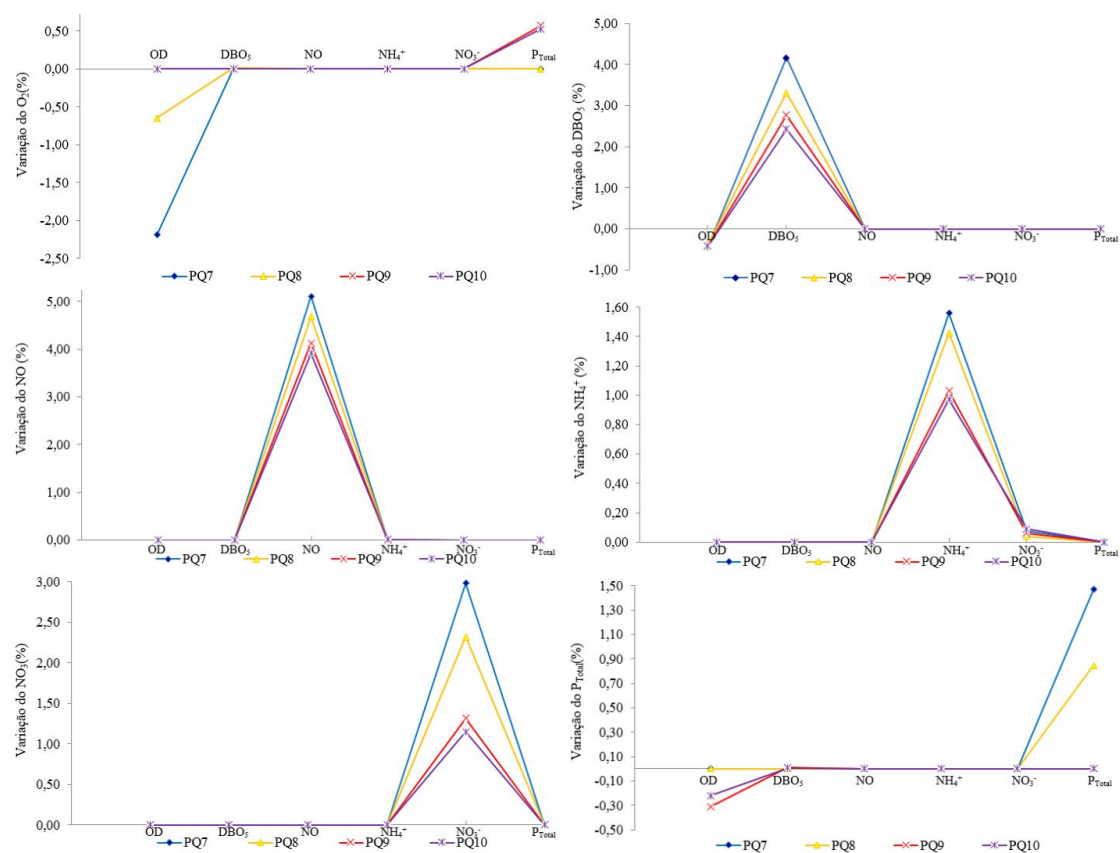 Variação do O₂(%)
0,50
0,00
-0,50
-1,00
-1,50
-2,00
-2,50
OD DBO₅ NO NH₄⁺ NO₃⁻ P_Total
PQ7 PQ8 PQ9 PQ10
Variação do DBO₅ (%)
5,00
4,00
3,00
2,00
1,00
0,00
-1,00
OD DBO₅ NO NH₄⁺ NO₃⁻ P_Total
PQ7 PQ8 PQ9 PQ10
Variação do NO (%)
5,00
4,00
3,00
2,00
1,00
0,00
OD DBO₅ NO NH₄⁺ NO₃⁻ P_Total
PQ7 PQ8 PQ9 PQ10
Variação do NH₄⁺ (%)
1,60
1,40
1,20
1,00
0,80
0,60
0,40
0,20
0,00
OD DBO₅ NO NH₄⁺ NO₃⁻ P_Total
PQ7 PQ8 PQ9 PQ10
Variação do NO₃(%)
3,00
2,50
2,00
1,50
1,00
0,50
0,00
OD DBO₅ NO NH₄⁺ NO₃⁻ P_Total
PQ7 PQ8 PQ9 PQ10
Variação do P_Total(%)
1,50
1,30
1,10
0,90
0,70
0,50
0,30
0,10
-0,10
-0,30
-0,50
OD DBO₅ NO NH₄⁺ NO₃⁻ P_Total
PQ7 PQ8 PQ9 PQ10